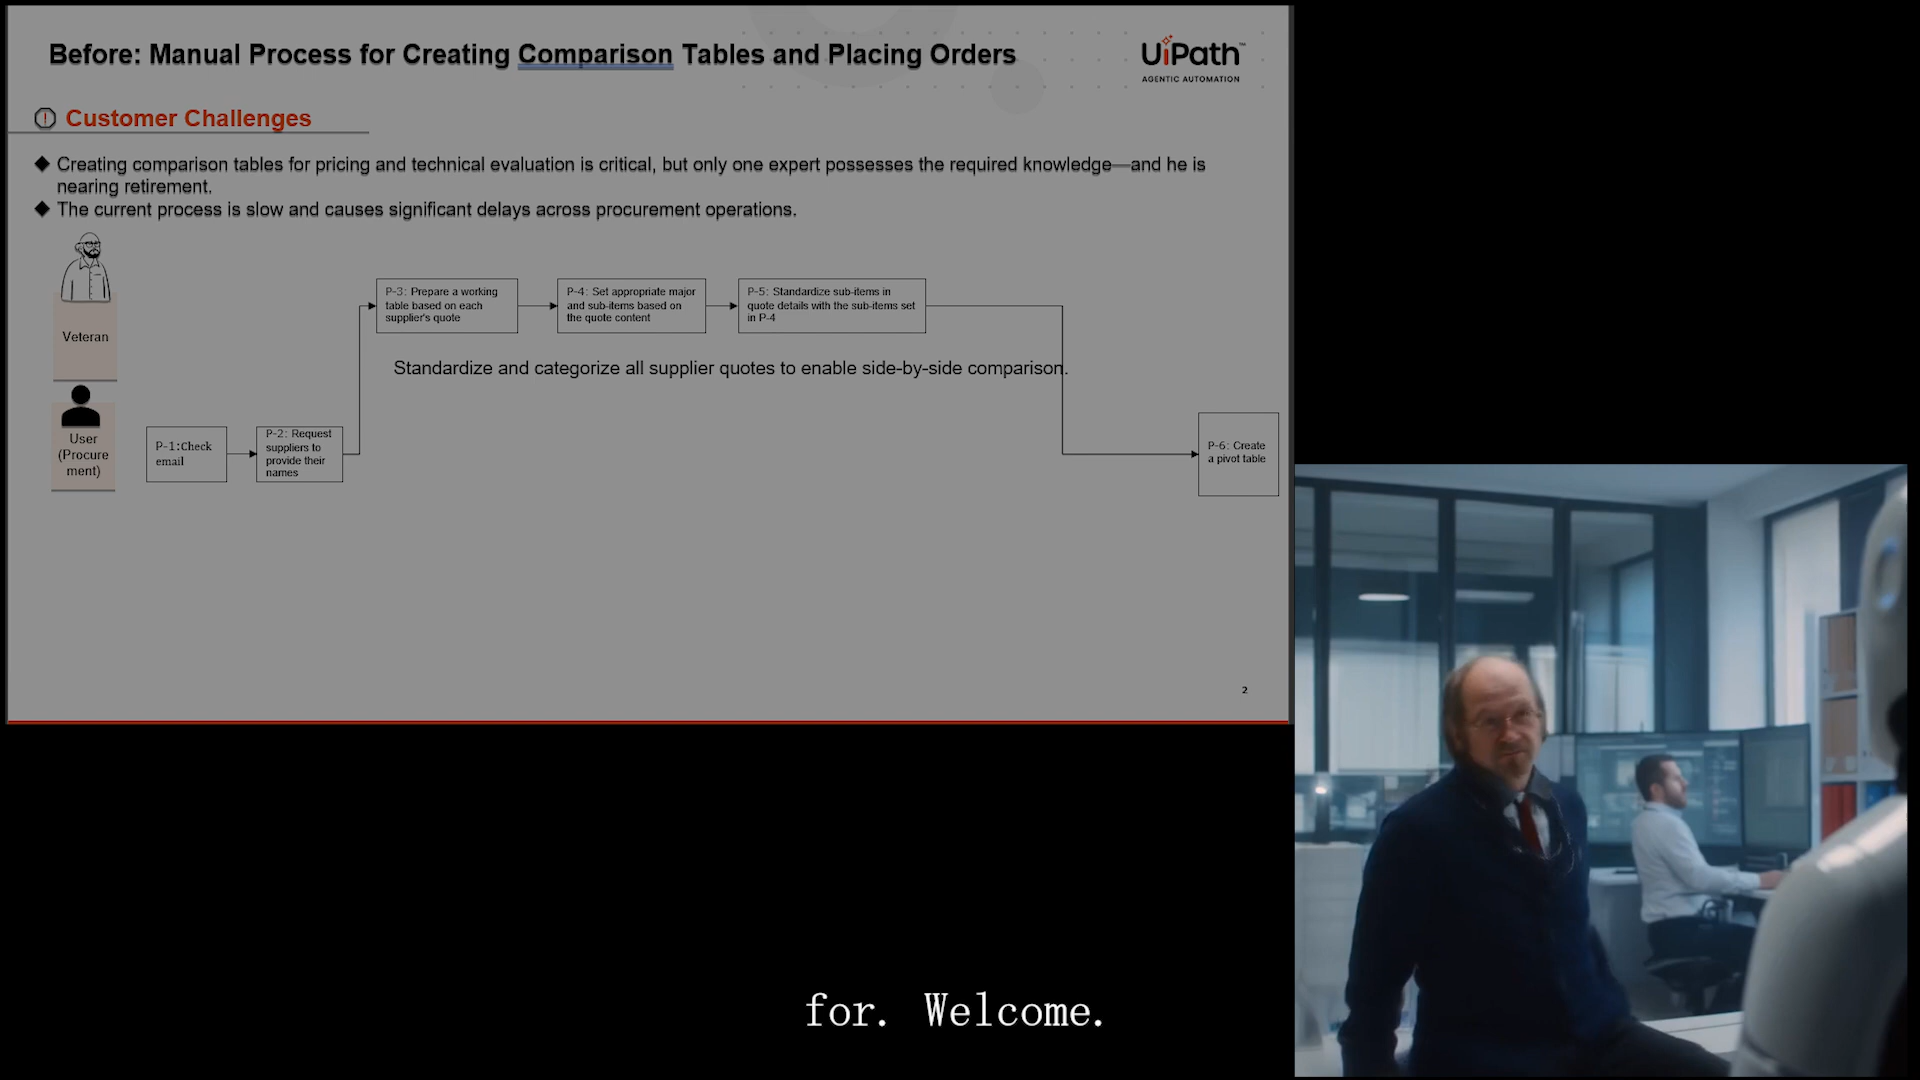 Before: Manual Process for Creating Comparison Tables and Placing Orders
UiPath™
AGENTIC AUTOMATION
! Customer Challenges
◆ Creating comparison tables for pricing and technical evaluation is critical, but only one expert possesses the required knowledge—and he is
nearing retirement.
◆ The current process is slow and causes significant delays across procurement operations.
Veteran
P-3: Prepare a working
table based on each
supplier's quote
P-4: Set appropriate major
and sub-items based on
the quote content
P-5: Standardize sub-items in
quote details with the sub-items set
in P-4
Standardize and categorize all supplier quotes to enable side-by-side comparison.
User
(Procure
ment)
P-1:Check
email
P-2: Request
suppliers to
provide their
names
P-6: Create
a pivot table
2
for. Welcome.